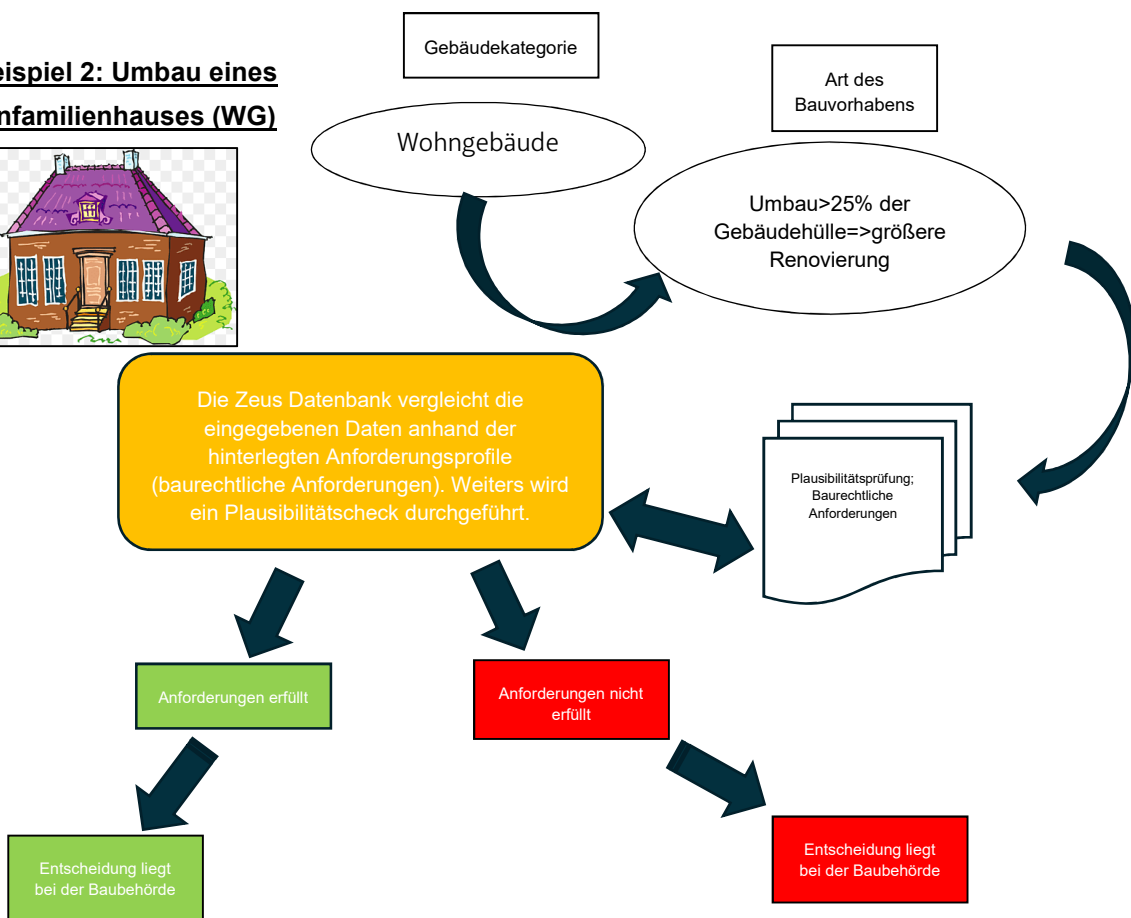 eispiel 2: Umbau eines
nfamilienhauses (WG)
Gebäudekategorie
Art des
Bauvorhabens
Wohngebäude
Umbau>25% der
Gebäudehülle=>größere
Renovierung
Die Zeus Datenbank vergleicht die
eingegebenen Daten anhand der
hinterlegten Anforderungsprofile
(baurechtliche Anforderungen). Weiters wird
ein Plausibilitätscheck durchgeführt.
Plausibilitätsprüfung;
Baurechtliche
Anforderungen
Anforderungen erfüllt
Anforderungen nicht
erfüllt
Entscheidung liegt
bei der Baubehörde
Entscheidung liegt
bei der Baubehörde